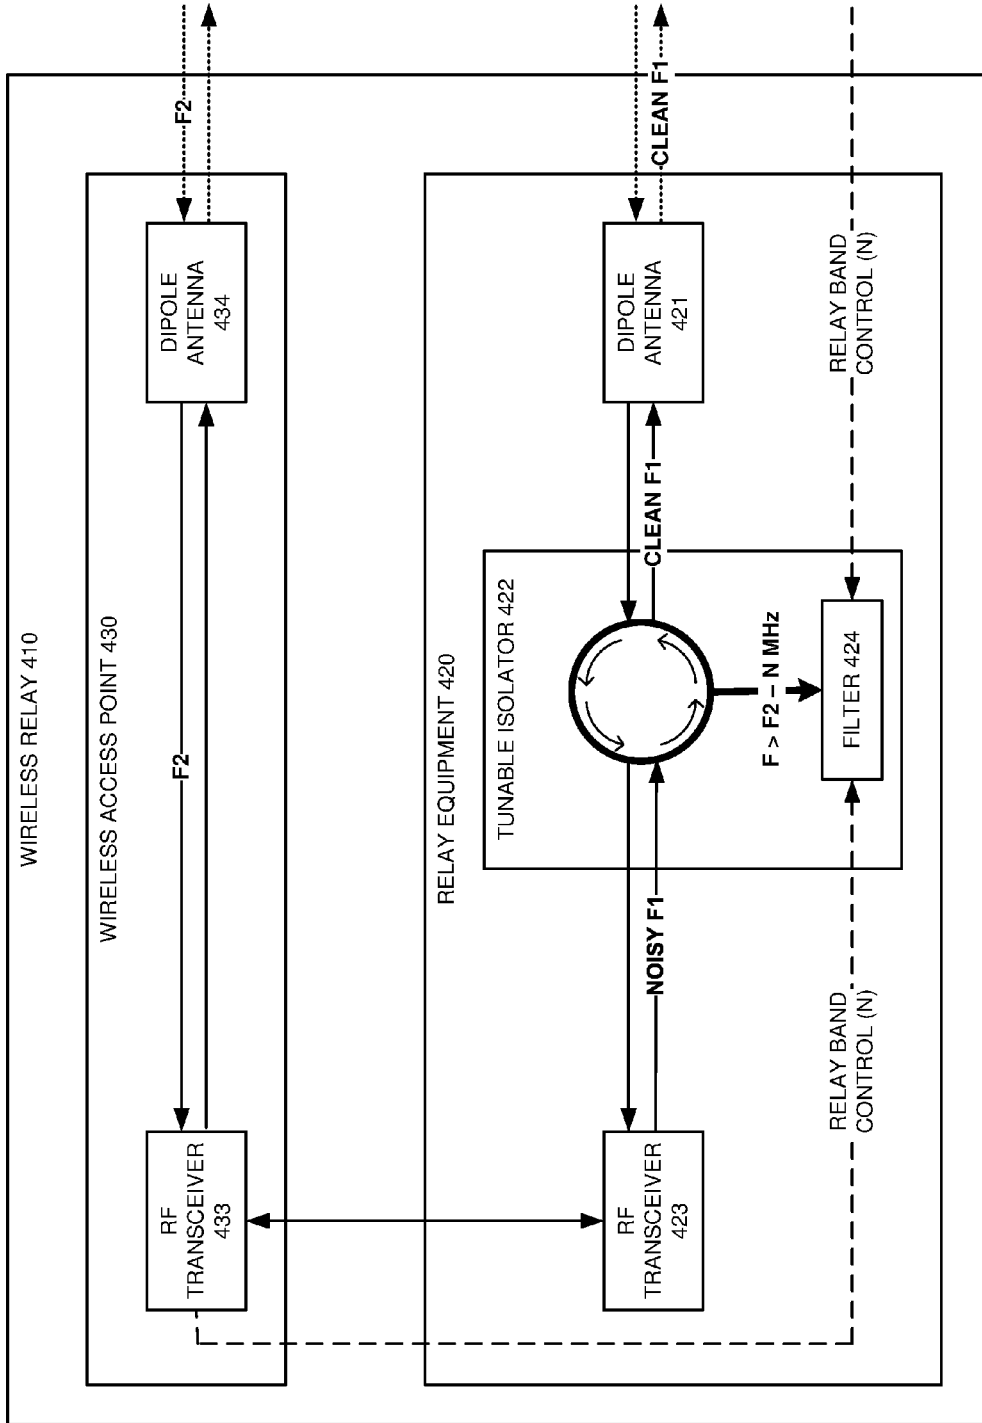 WIRELESS RELAY 410
WIRELESS ACCESS POINT 430
RF
TRANSCEIVER
433
F2
DIPOLE
ANTENNA
434
F2
RELAY EQUIPMENT 420
TUNABLE ISOLATOR 422
RF
TRANSCEIVER
423
NOISY F1
CLEAN F1
DIPOLE
ANTENNA
421
CLEAN F1
F > F2 – N MHz
RELAY BAND
CONTROL (N)
FILTER 424
RELAY BAND
CONTROL (N)